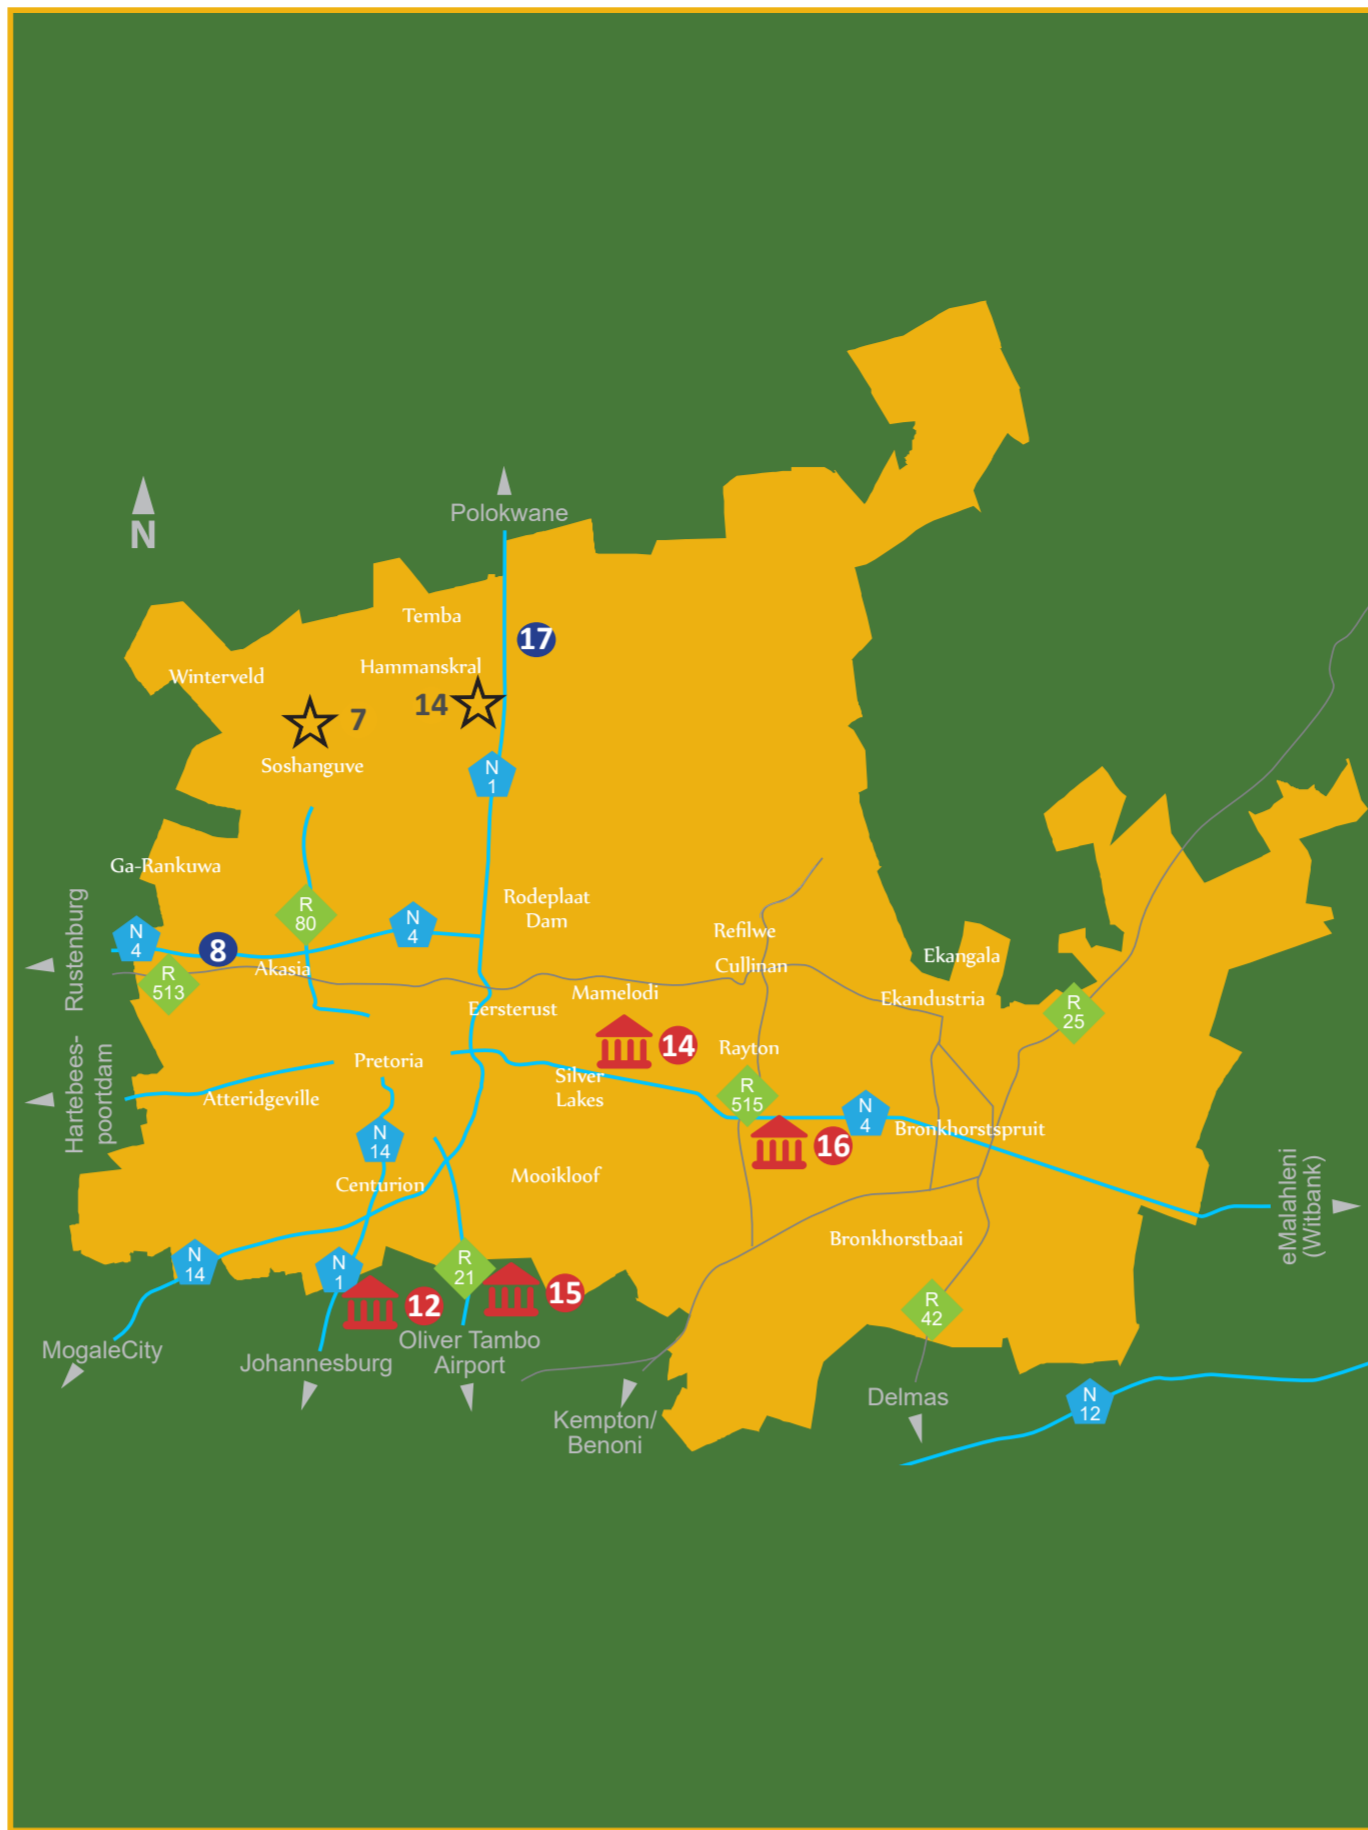 Polokwane
N
Temba
17
Hammanskral
Winterveld
14
7
Soshanguve
N
1
Ga-Rankuwa
Rustenburg
R
80
Rodeplaat
Dam
N
4
N
4
8
Refilwe
Ekangala
Akasia
Cullinan
R
513
Mamelodi
Ekandustria
Eersterust
R
25
14
Rayton
Hartebees-
poortdam
Pretoria
Silver
Lakes
Atteridgeville
R
515
N
4
Bronkhorstspruit
N
14
16
Mooikloof
Centurion
eMalahleni
(Witbank)
Bronkhorstbaai
N
14
N
1
R
21
15
12
R
42
Oliver Tambo
Airport
MogaleCity
Johannesburg
Delmas
N
12
Kempton/
Benoni